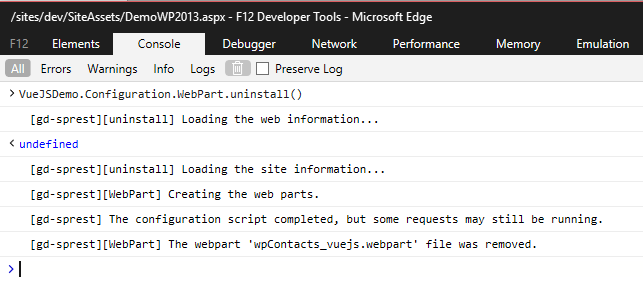 /sites/dev/SiteAssets/DemoWP2013.aspx - F12 Developer Tools - Microsoft Edge
F12 Elements Console Debugger Network Performance Memory Emulation
All Errors Warnings Info Logs Preserve Log
> VueJSDemo.Configuration.WebPart.uninstall()
[gd-sprest][uninstall] Loading the web information...
< undefined
[gd-sprest][uninstall] Loading the site information...
[gd-sprest][WebPart] Creating the web parts.
[gd-sprest] The configuration script completed, but some requests may still be running.
[gd-sprest][WebPart] The webpart 'wpContacts_vuejs.webpart' file was removed.
>